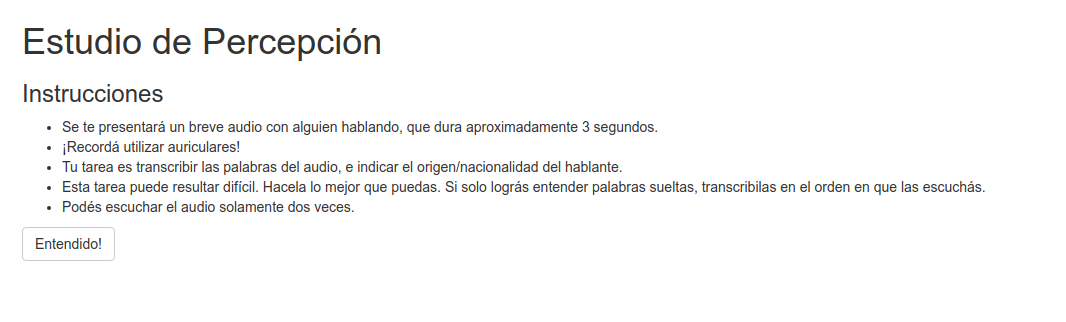 Estudio de Percepción
Instrucciones
• Se te presentará un breve audio con alguien hablando, que dura aproximadamente 3 segundos.
• ¡Recordá utilizar auriculares!
• Tu tarea es transcribir las palabras del audio, e indicar el origen/nacionalidad del hablante.
• Esta tarea puede resultar difícil. Hacela lo mejor que puedas. Si solo lográs entender palabras sueltas, transcribilas en el orden en que las escuchás.
• Podés escuchar el audio solamente dos veces.
Entendido!